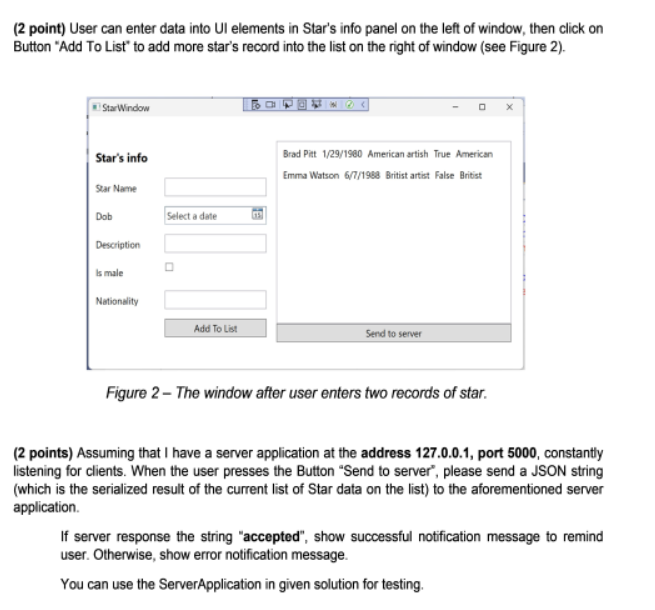 (2 point) User can enter data into UI elements in Star's info panel on the left of window, then click on
Button "Add To List" to add more star's record into the list on the right of window (see Figure 2).
StarWindow
Star's info
Star Name
Dob
Select a date
15
Description
Is male
Nationality
Add To List
Brad Pitt 1/29/1980 American artish True American
Emma Watson 6/7/1988 Britist artist False Britist
Send to server
Figure 2 – The window after user enters two records of star.
(2 points) Assuming that I have a server application at the address 127.0.0.1, port 5000, constantly
listening for clients. When the user presses the Button "Send to server", please send a JSON string
(which is the serialized result of the current list of Star data on the list) to the aforementioned server
application.
If server response the string "accepted", show successful notification message to remind
user. Otherwise, show error notification message.
You can use the ServerApplication in given solution for testing.